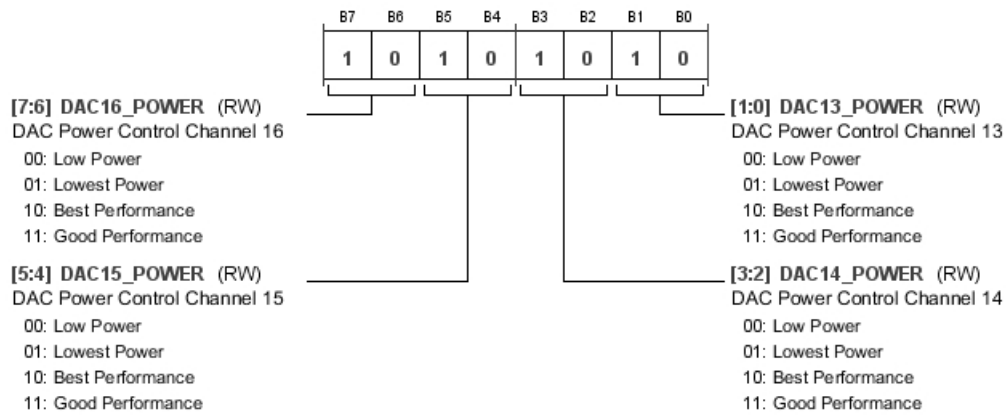 B7 B6 B5 B4 B3 B2 B1 B0
1 0 1 0 1 0 1 0
[7:6] DAC16_POWER (RW)
DAC Power Control Channel 16
00: Low Power
01: Lowest Power
10: Best Performance
11: Good Performance
[5:4] DAC15_POWER (RW)
DAC Power Control Channel 15
00: Low Power
01: Lowest Power
10: Best Performance
11: Good Performance
[1:0] DAC13_POWER (RW)
DAC Power Control Channel 13
00: Low Power
01: Lowest Power
10: Best Performance
11: Good Performance
[3:2] DAC14_POWER (RW)
DAC Power Control Channel 14
00: Low Power
01: Lowest Power
10: Best Performance
11: Good Performance